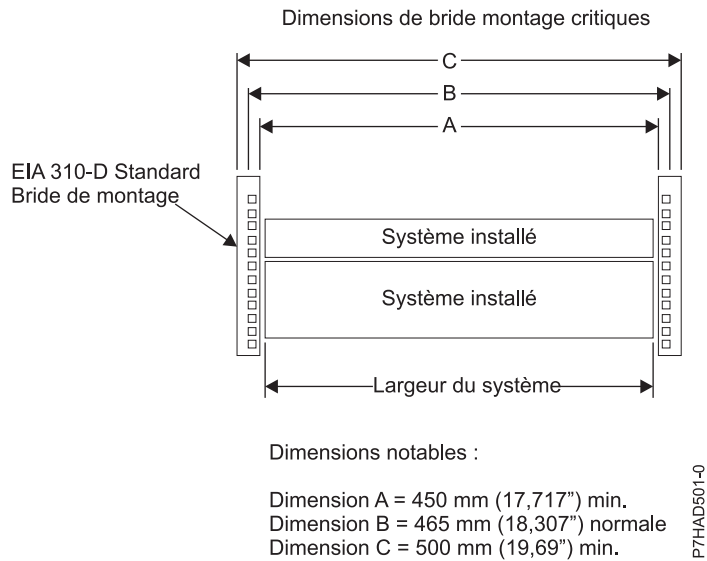 Dimensions de bride montage critiques
C
B
A
EIA 310-D Standard
Bride de montage
Système installé
Système installé
Largeur du système
Dimensions notables :
Dimension A = 450 mm (17,717”) min.
Dimension B = 465 mm (18,307”) normale
Dimension C = 500 mm (19,69”) min.
P7HAD501-0